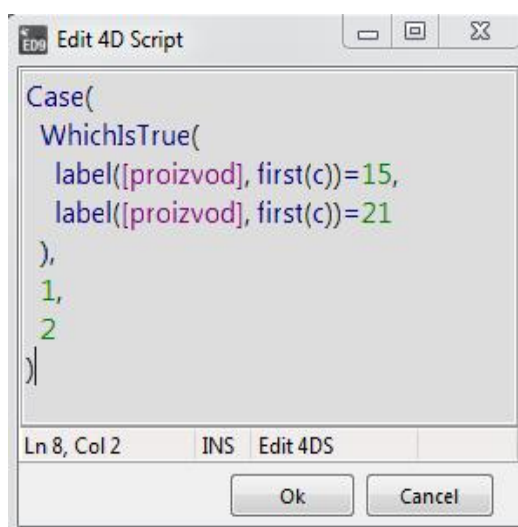 ED9 Edit 4D Script
Case(
WhichIsTrue(
label([proizvod], first(c))=15,
label([proizvod], first(c))=21
),
1,
2
)
Ln 8, Col 2 INS Edit 4DS
Ok Cancel